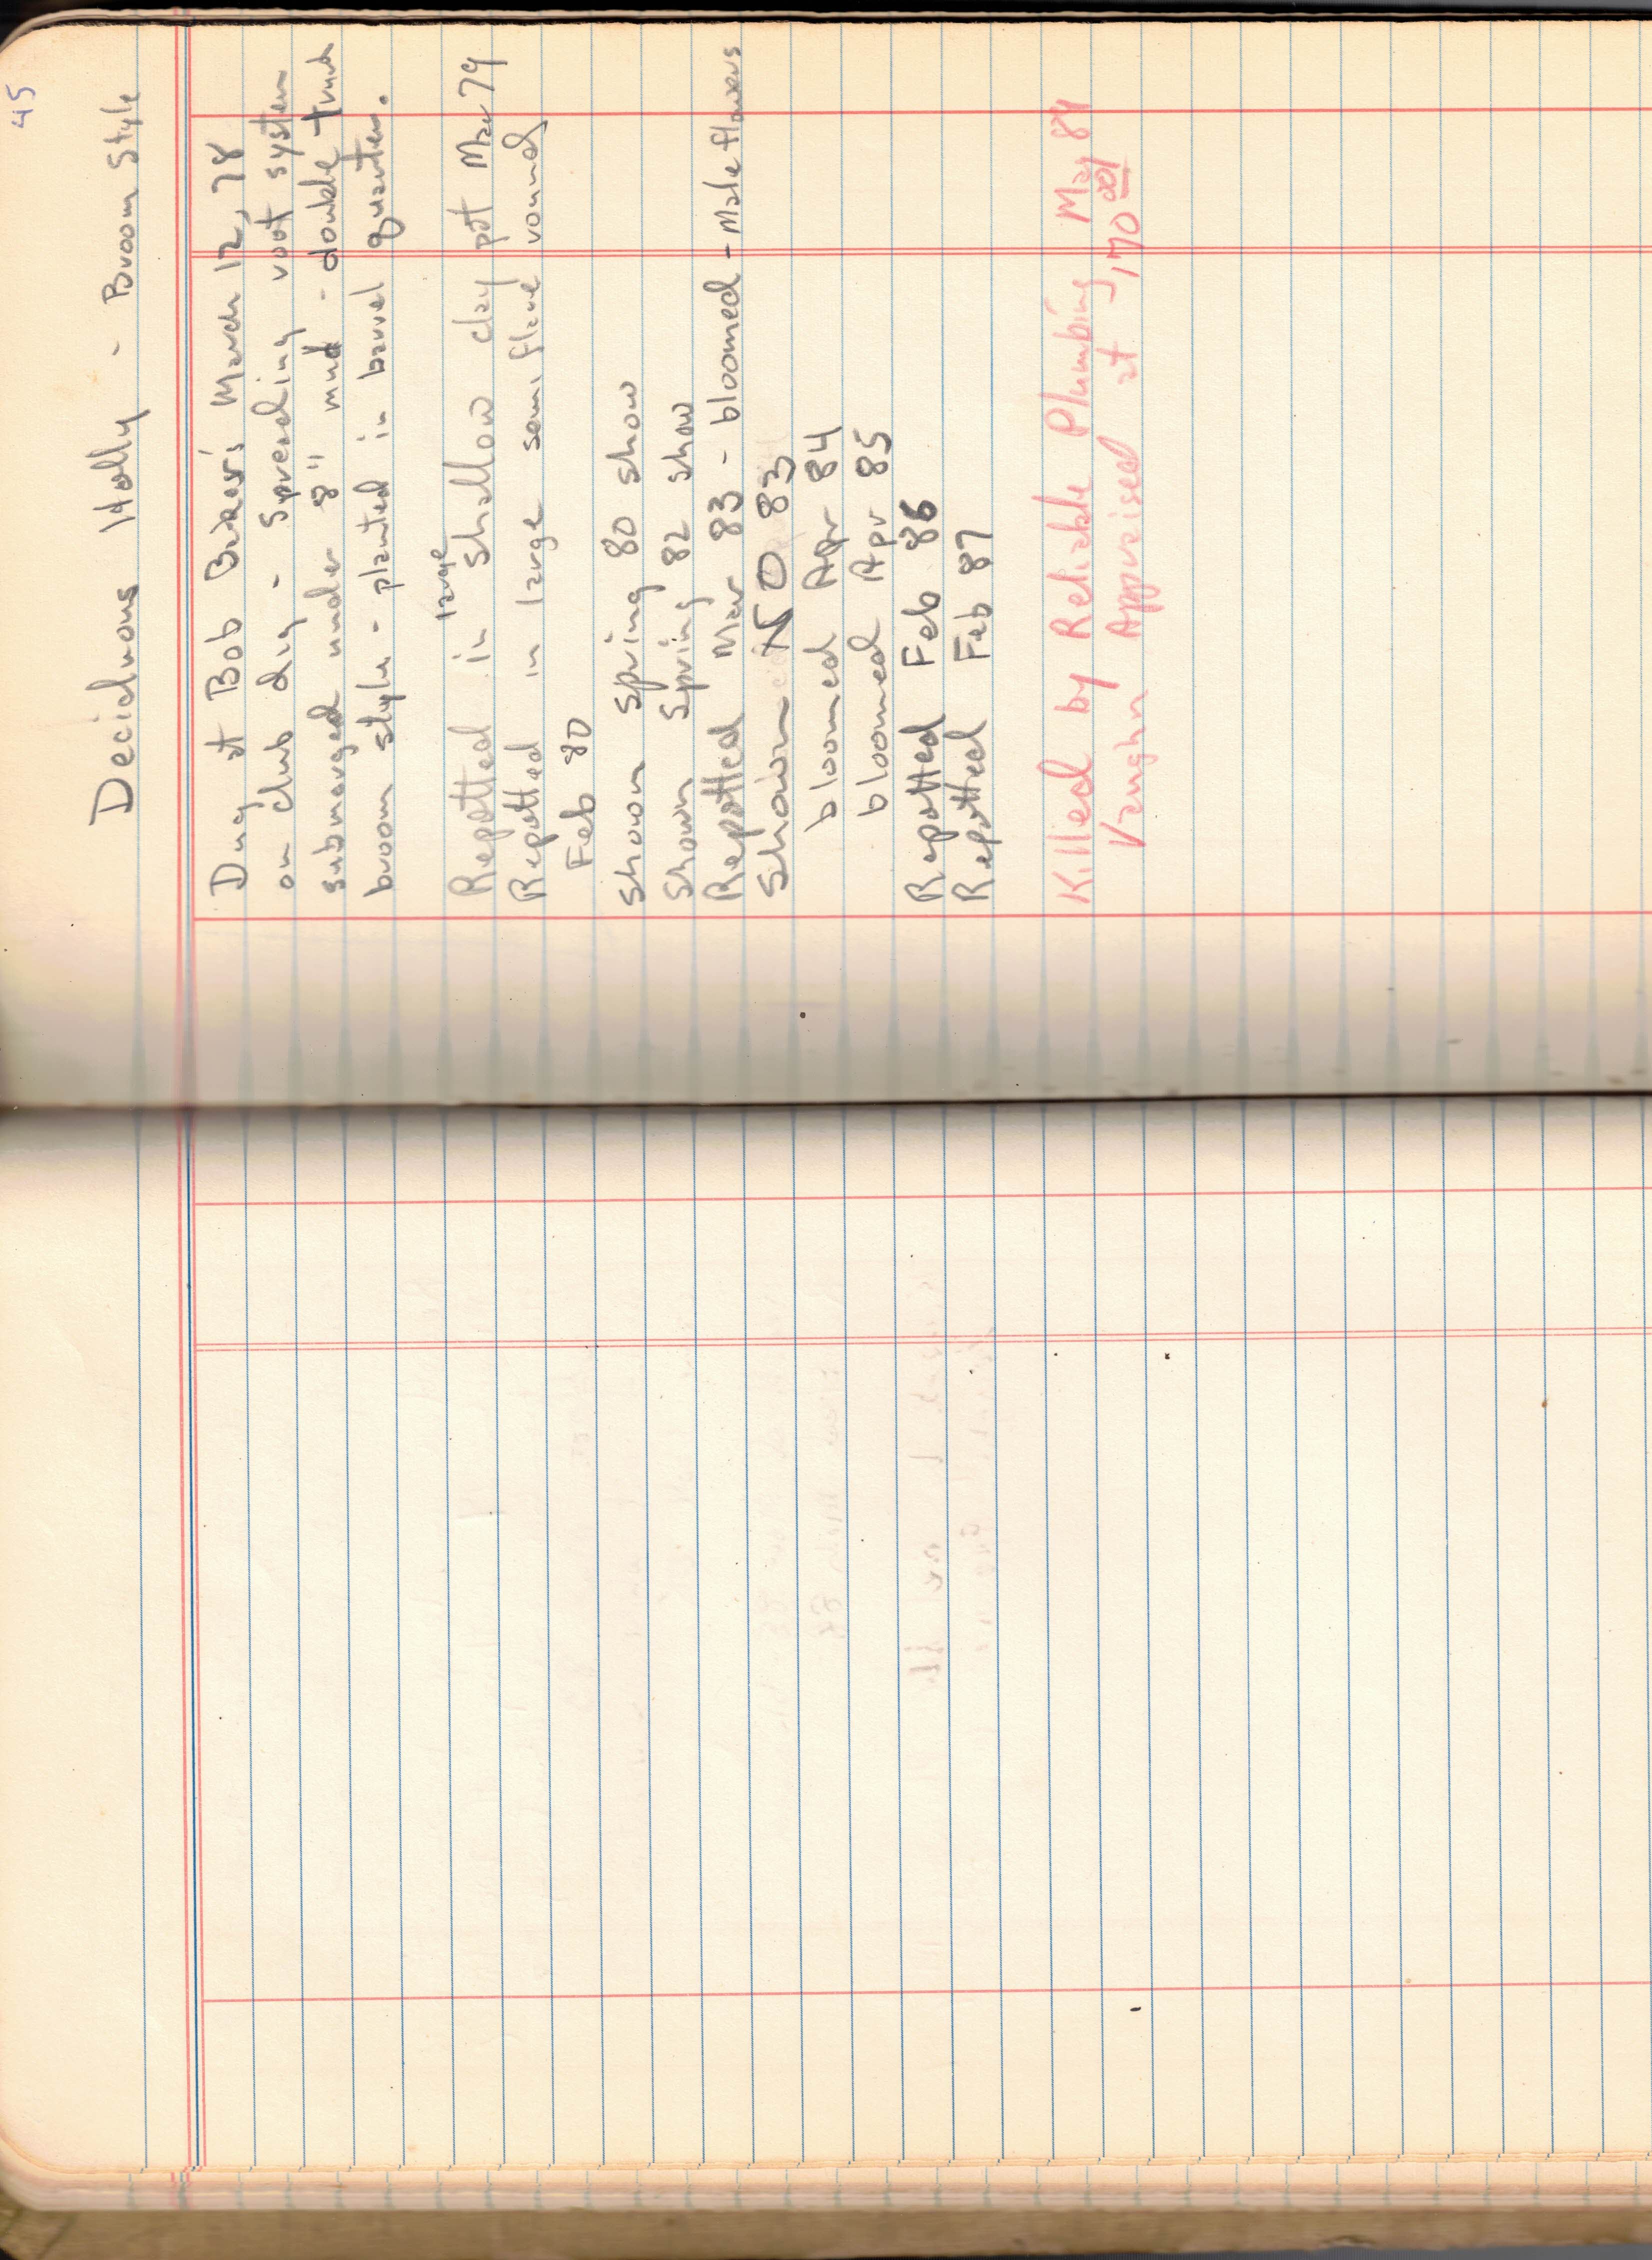 45
Deciduous Holly - Broom Style
Dug at Bob Baker's March 12, 78
on club dig - Spreading root system
submerged under 8" mud - double trunk
broom style - planted in barrel quarter.
large
Repotted in shallow clay pot Mar 79
Repotted in large semi flare round
Feb 80
Shown Spring 80 show
Shown Spring 82 show
Repotted Mar 83 - bloomed - Male flowers
Shown NO 83
bloomed Apr 84
bloomed Apr 85
Repotted Feb 86
Repotted Feb 87
Killed by Reliable Plumbing May 89
Vaughn Appraised at 170.00